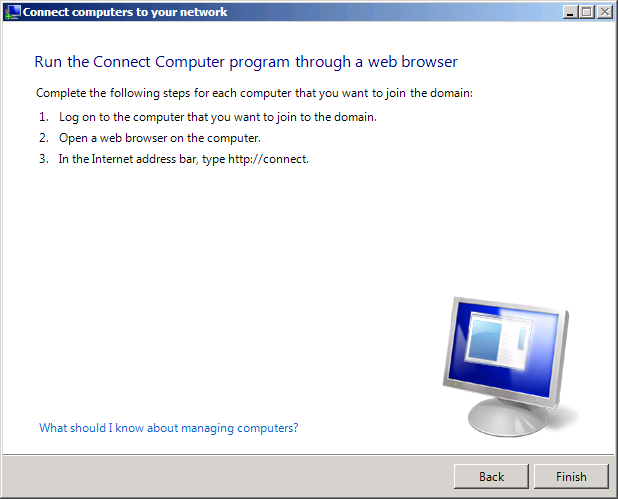 Connect computers to your network
Run the Connect Computer program through a web browser
Complete the following steps for each computer that you want to join the domain:
1. Log on to the computer that you want to join to the domain.
2. Open a web browser on the computer.
3. In the Internet address bar, type http://connect.
What should I know about managing computers?
Back Finish